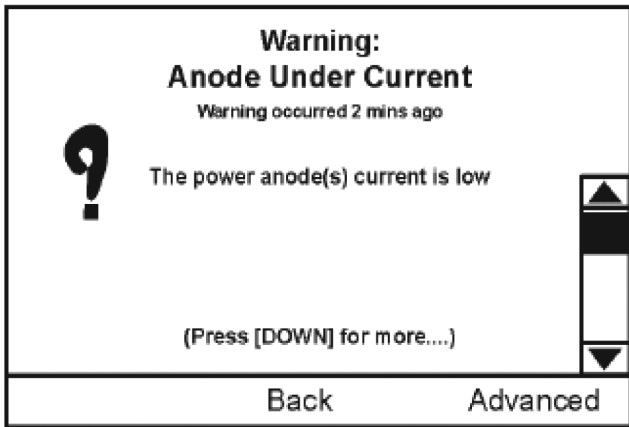 Warning:
Anode Under Current
Warning occurred 2 mins ago
The power anode(s) current is low
(Press [DOWN] for more....)
Back Advanced